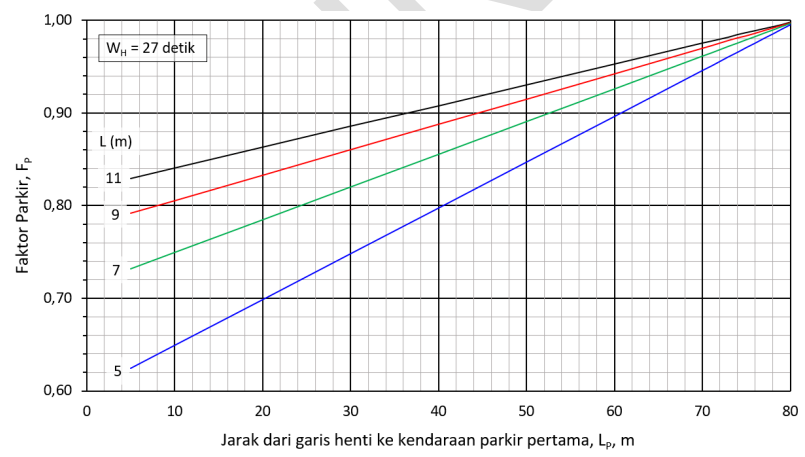 1,00
W_H = 27 detik
0,90
L (m)
11
0,80
9
7
0,70
5
0,60
Faktor Parkir, F_P
0 10 20 30 40 50 60 70 80
Jarak dari garis henti ke kendaraan parkir pertama, L_P, m